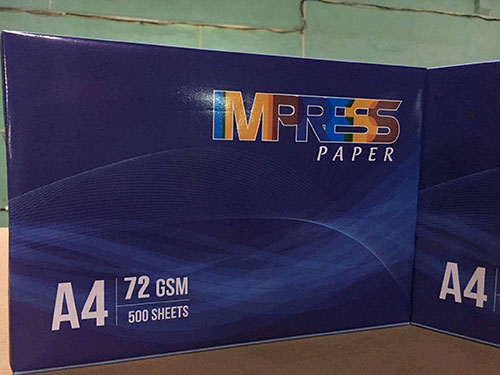 IMPRESS
PAPER
A4
72 GSM
500 SHEETS
A4